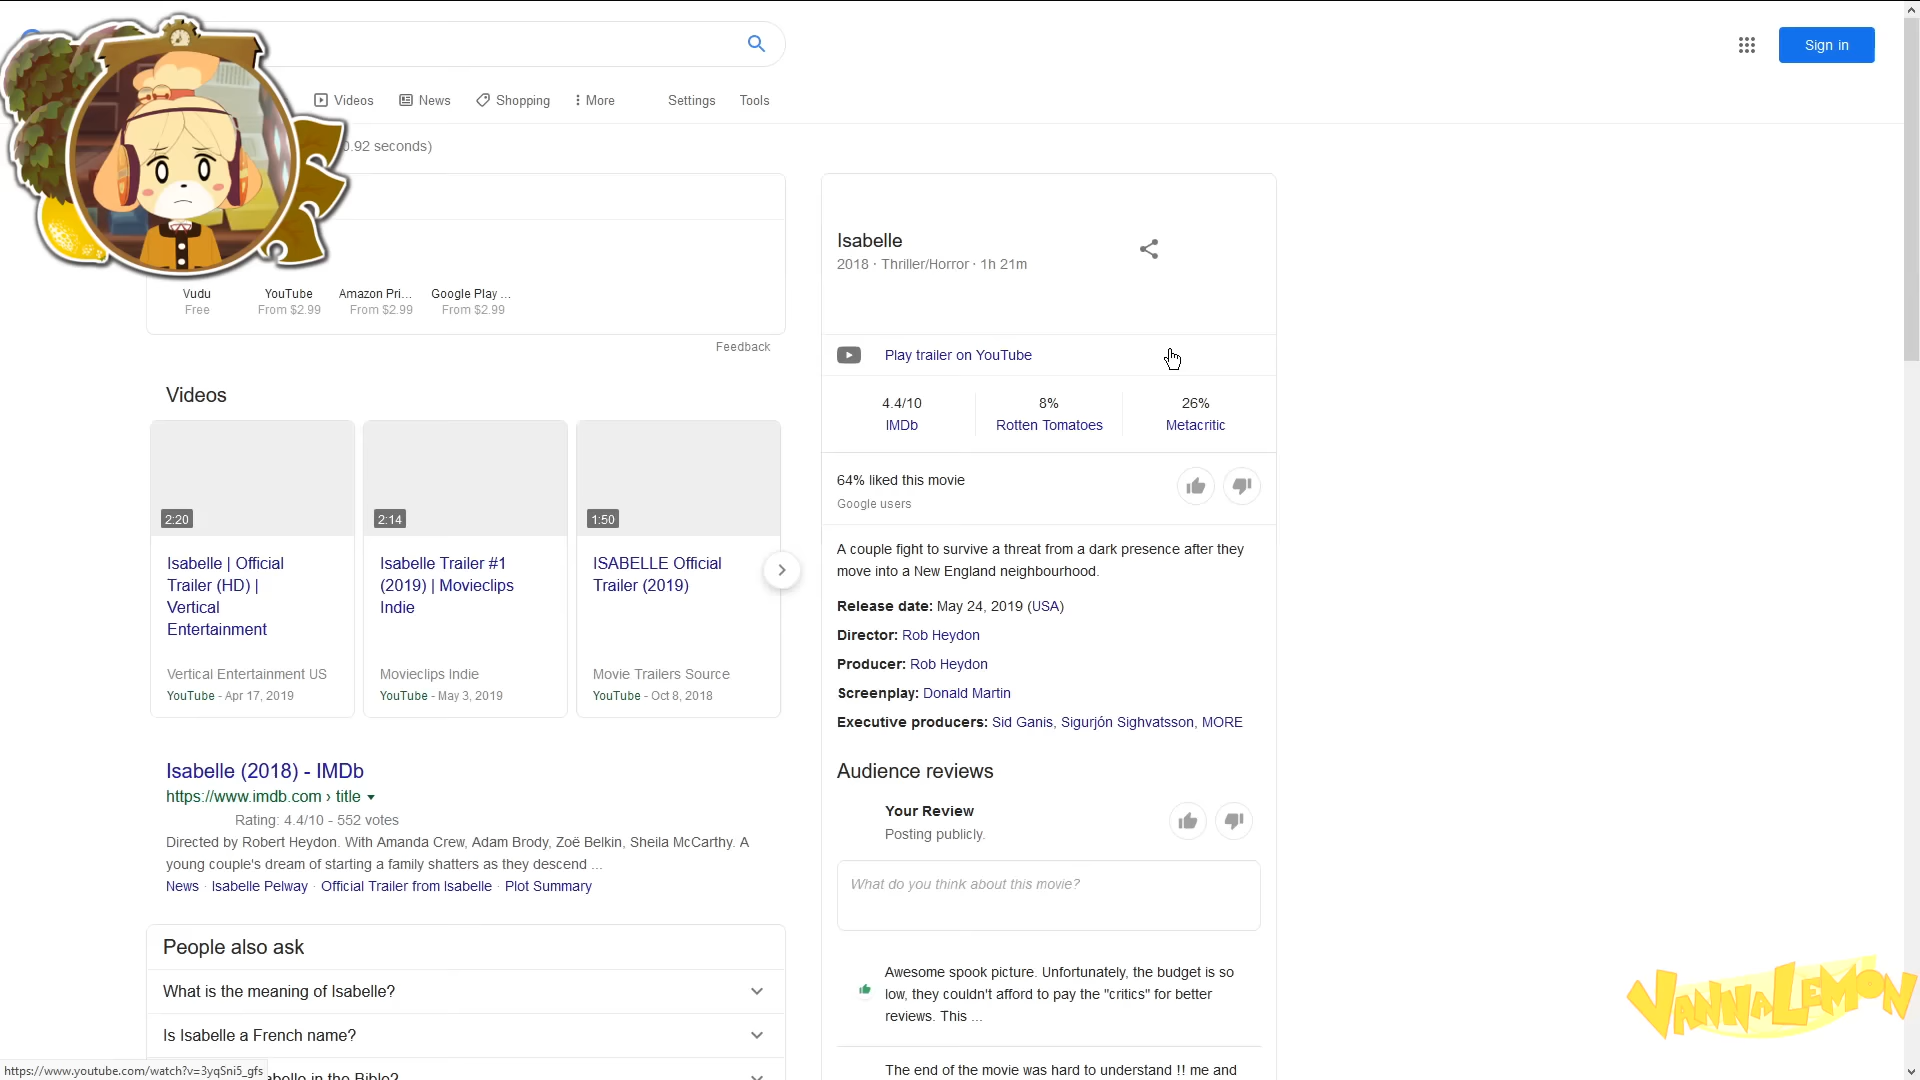 Sign in
Videos
News
Shopping
More
Settings
Tools
0.92 seconds)
Vudu
Free
YouTube
From $2.99
Amazon Pri...
From $2.99
Google Play ...
From $2.99
Feedback
Videos
2:20
Isabelle | Official
Trailer (HD) |
Vertical
Entertainment
Vertical Entertainment US
YouTube - Apr 17, 2019
2:14
Isabelle Trailer #1
(2019) | Movieclips
Indie
Movieclips Indie
YouTube - May 3, 2019
1:50
ISABELLE Official
Trailer (2019)
Movie Trailers Source
YouTube - Oct 8, 2018
Isabelle (2018) - IMDb
https://www.imdb.com › title
Rating: 4.4/10 - 552 votes
Directed by Robert Heydon. With Amanda Crew, Adam Brody, Zoë Belkin, Sheila McCarthy. A
young couple's dream of starting a family shatters as they descend ...
News · Isabelle Pelway · Official Trailer from Isabelle · Plot Summary
People also ask
What is the meaning of Isabelle?
Is Isabelle a French name?
abelle in the Bible?
https://www.youtube.com/watch?v=3yqSni5_gfs
Isabelle
2018 · Thriller/Horror · 1h 21m
Play trailer on YouTube
4.4/10
IMDb
8%
Rotten Tomatoes
26%
Metacritic
64% liked this movie
Google users
A couple fight to survive a threat from a dark presence after they
move into a New England neighbourhood.
Release date: May 24, 2019 (USA)
Director: Rob Heydon
Producer: Rob Heydon
Screenplay: Donald Martin
Executive producers: Sid Ganis, Sigurjón Sighvatsson, MORE
Audience reviews
Your Review
Posting publicly.
What do you think about this movie?
Awesome spook picture. Unfortunately, the budget is so
low, they couldn't afford to pay the "critics" for better
reviews. This ...
The end of the movie was hard to understand !! me and
VANNALEMON